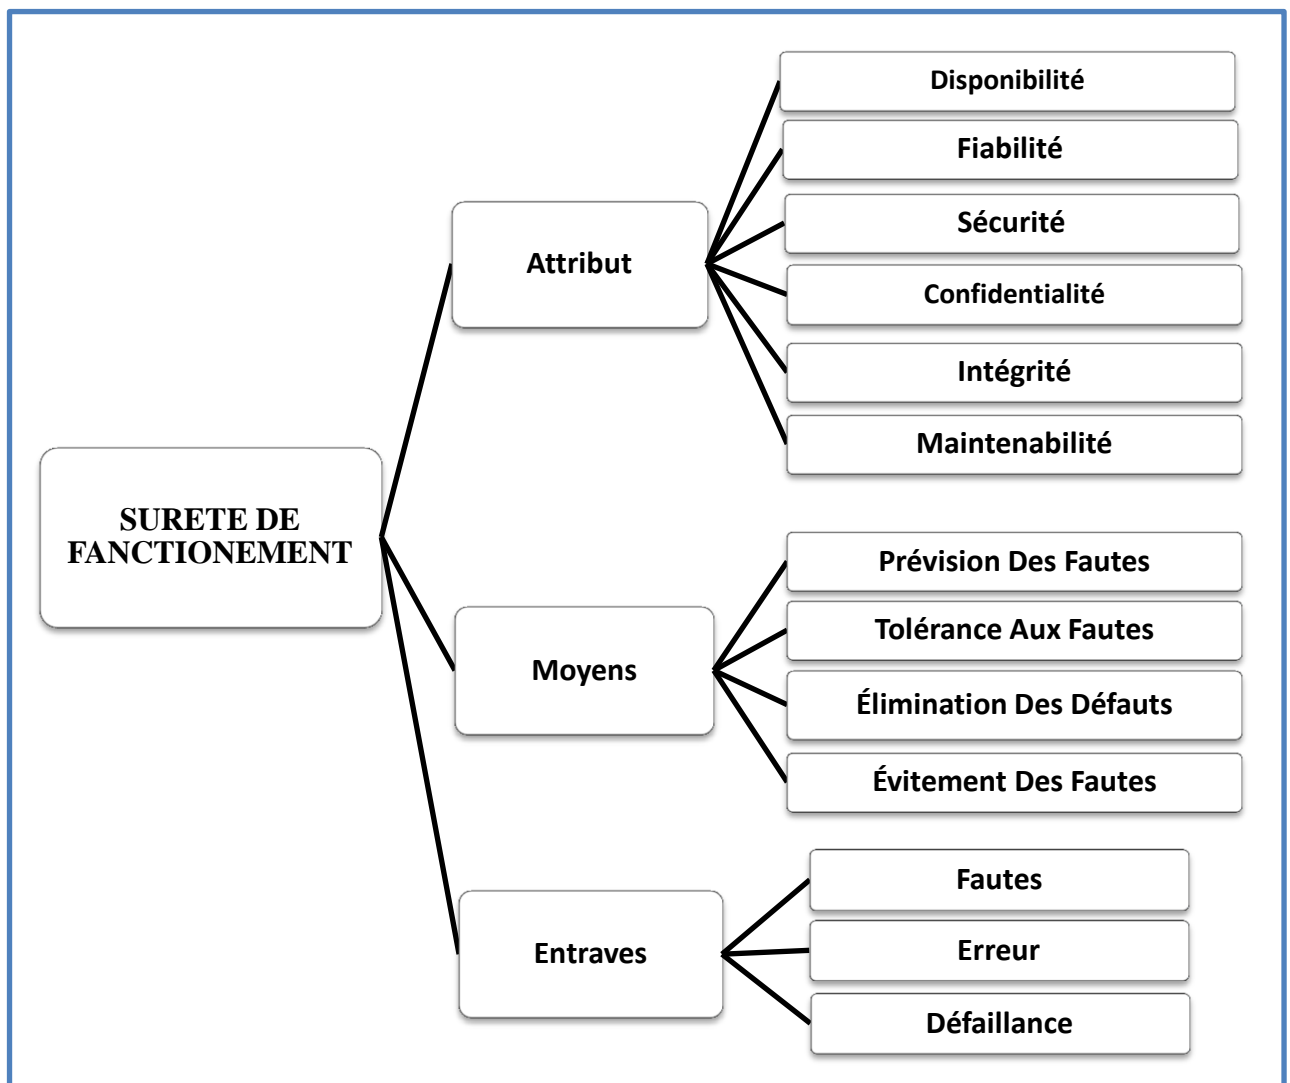 SURETE DE
FANCTIONEMENT
Attribut
Disponibilité
Fiabilité
Sécurité
Confidentialité
Intégrité
Maintenabilité
Moyens
Prévision Des Fautes
Tolérance Aux Fautes
Élimination Des Défauts
Évitement Des Fautes
Entraves
Fautes
Erreur
Défaillance